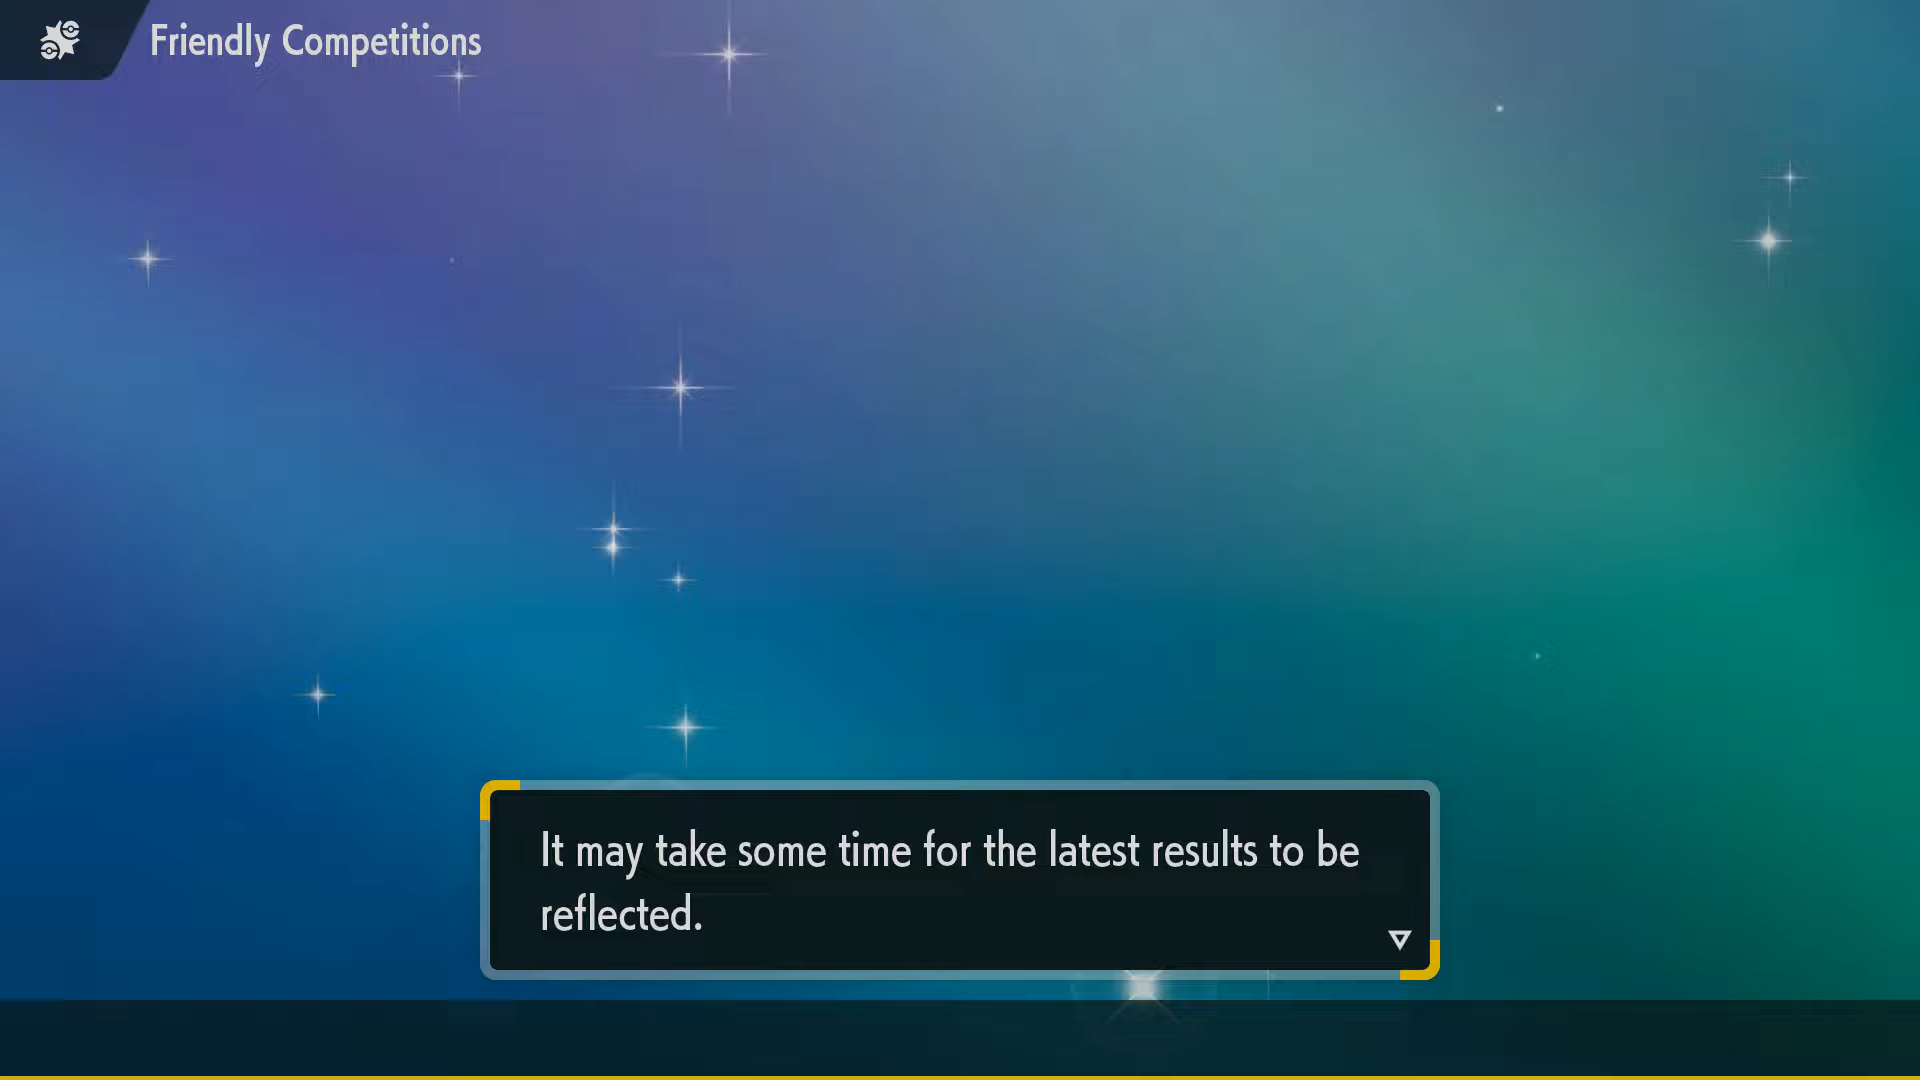 Friendly Competitions
It may take some time for the latest results to be
reflected.